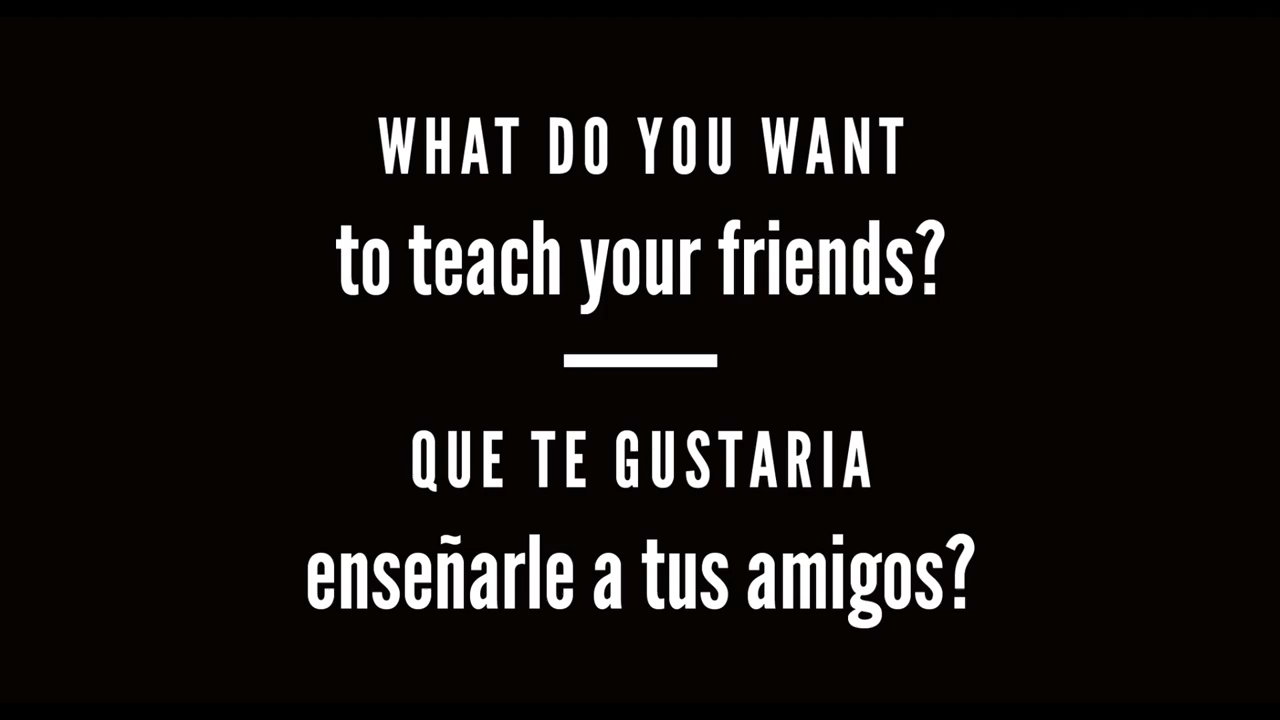 WHAT DO YOU WANT
to teach your friends?
QUE TE GUSTARIA
enseñarle a tus amigos?